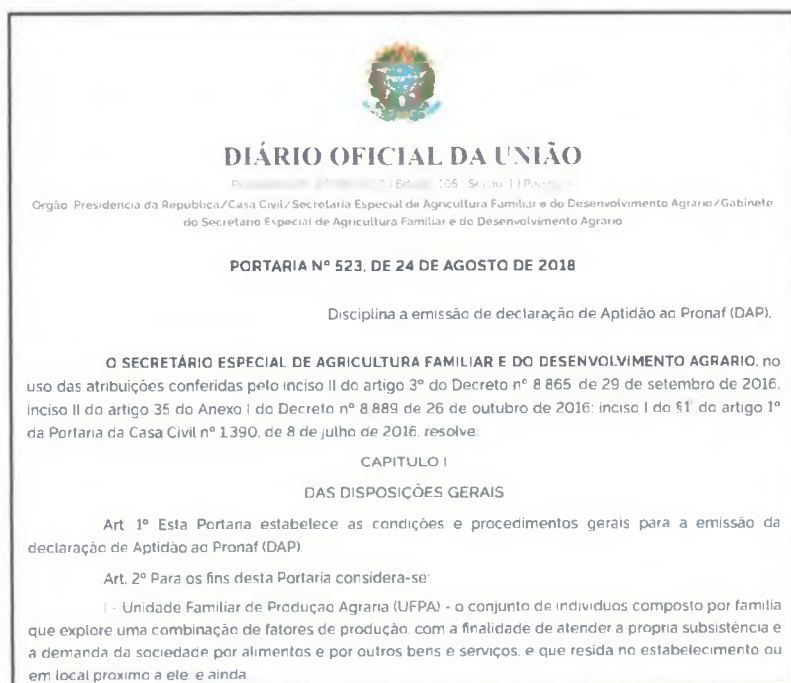 DIÁRIO OFICIAL DA UNIÃO
Orgão Presidencia da Republica/Casa Civil/Secretaria Especial de Agricultura Familiar e do Desenvolvimento Agrario/Gabinete
do Secretario Especial de Agricultura Familiar e do Desenvolvimento Agrario
PORTARIA Nº 523, DE 24 DE AGOSTO DE 2018
Disciplina a emissão de declaração de Aptidão ao Pronaf (DAP).
O SECRETÁRIO ESPECIAL DE AGRICULTURA FAMILIAR E DO DESENVOLVIMENTO AGRARIO, no
uso das atribuições conferidas pelo inciso II do artigo 3º do Decreto nº 8 865 de 29 de setembro de 2016,
inciso II do artigo 35 do Anexo I do Decreto nº 8 889 de 26 de outubro de 2016; inciso I do §1º do artigo 1º
da Portaria da Casa Civil nº 1.390, de 8 de julho de 2016, resolve:
CAPITULO I
DAS DISPOSIÇÕES GERAIS
Art 1º Esta Portaria estabelece as condições e procedimentos gerais para a emissão da
declaração de Aptidão ao Pronaf (DAP).
Art. 2º Para os fins desta Portaria considera-se:
I - Unidade Familiar de Produçao Agraria (UFPA) - o conjunto de individuos composto por familia
que explore uma combinação de fatores de produção, com a finalidade de atender a propria subsistência e
a demanda da sociedade por alimentos e por outros bens e serviços, e que resida no estabelecimento ou
em local proximo a ele, e ainda